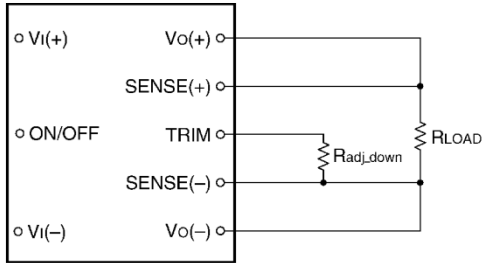 VI(+)
VO(+)
SENSE(+)
ON/OFF
TRIM
Radj_down
RLOAD
SENSE(–)
VI(–)
VO(–)